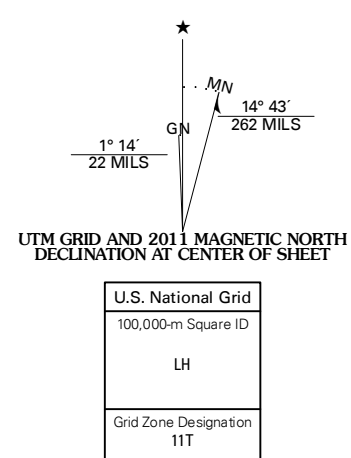 ★
MN
GN
14° 43´
262 MILS
1° 14´
22 MILS
UTM GRID AND 2011 MAGNETIC NORTH
DECLINATION AT CENTER OF SHEET
U.S. National Grid
100,000-m Square ID
LH
Grid Zone Designation
11T